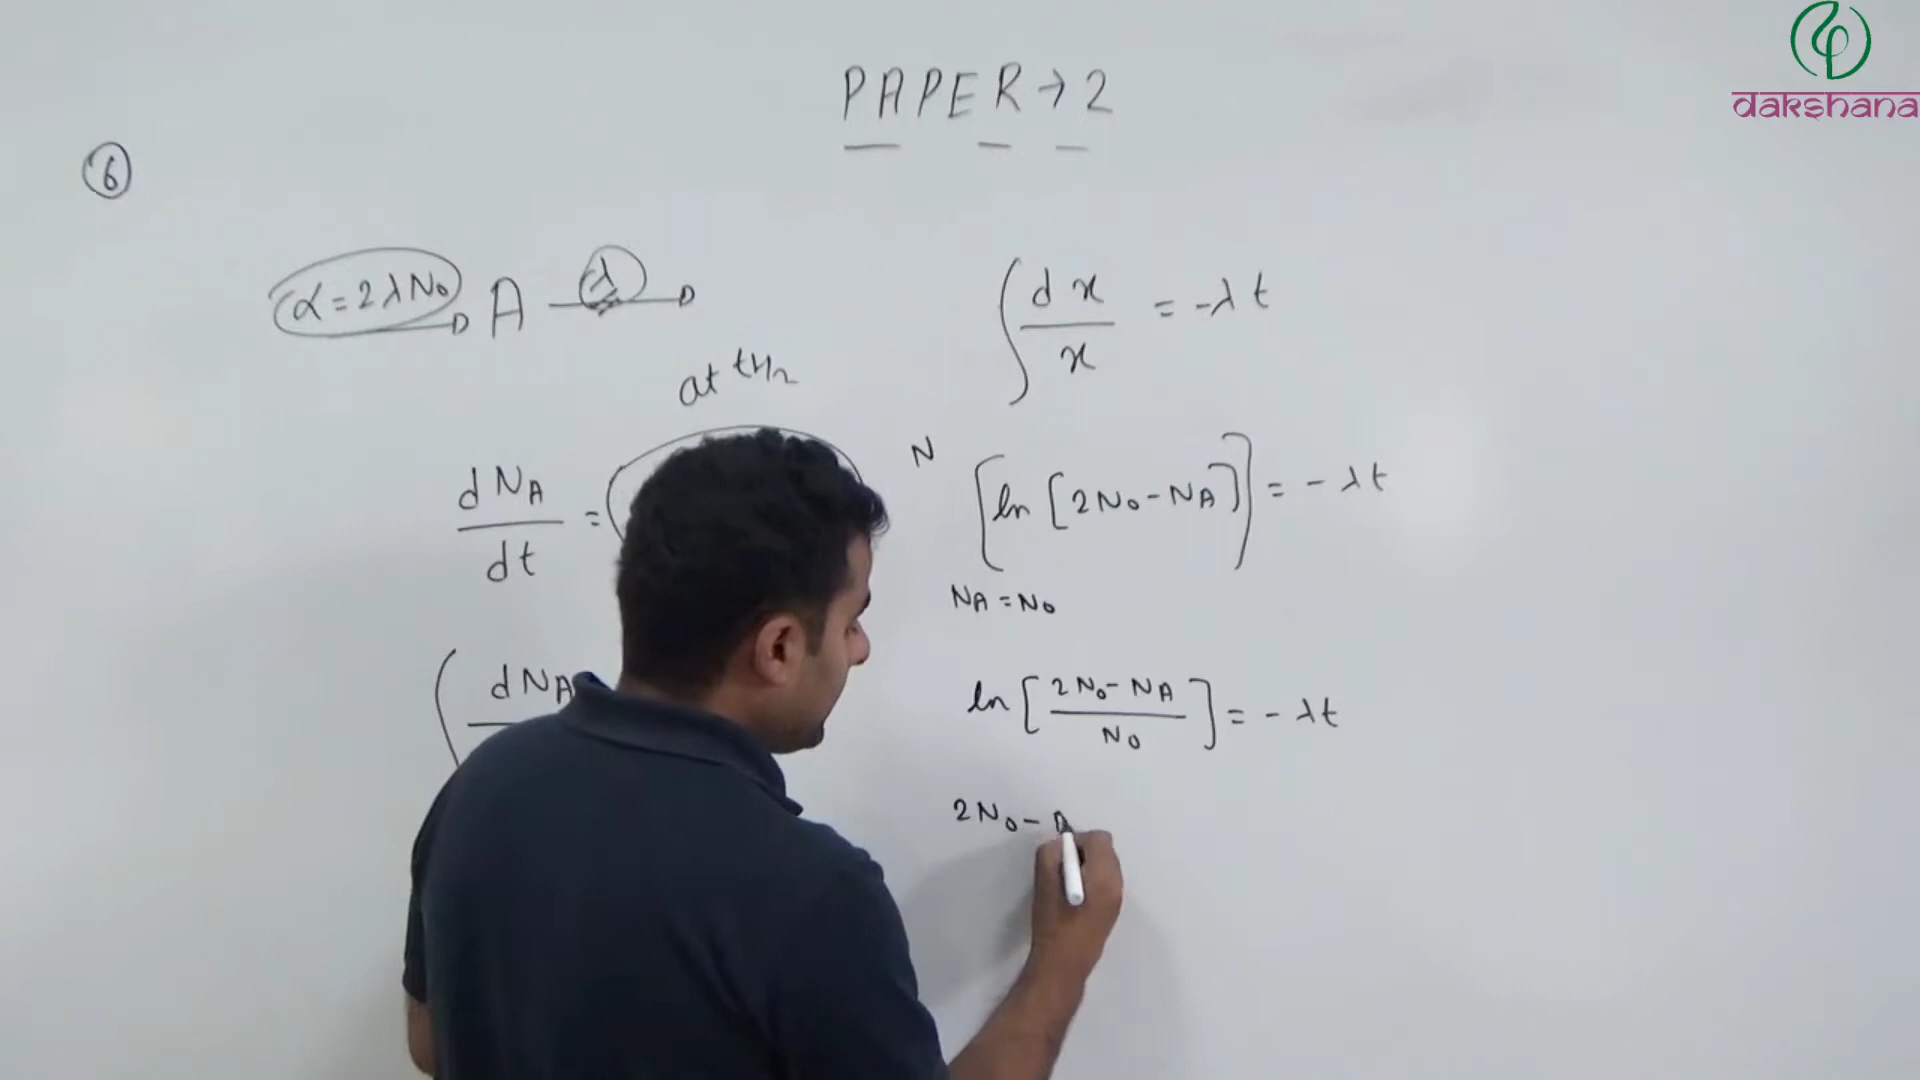 dakshana
PAPER → 2
6
α = 2λN₀ A λ
at t₁/₂
dN_A / dt =
dN_A
∫ dx / x = -λt
N
[ln [2N₀ - N_A]] = -λt
N_A = N₀
ln [2N₀ - N_A / N₀] = -λt
2N₀ -